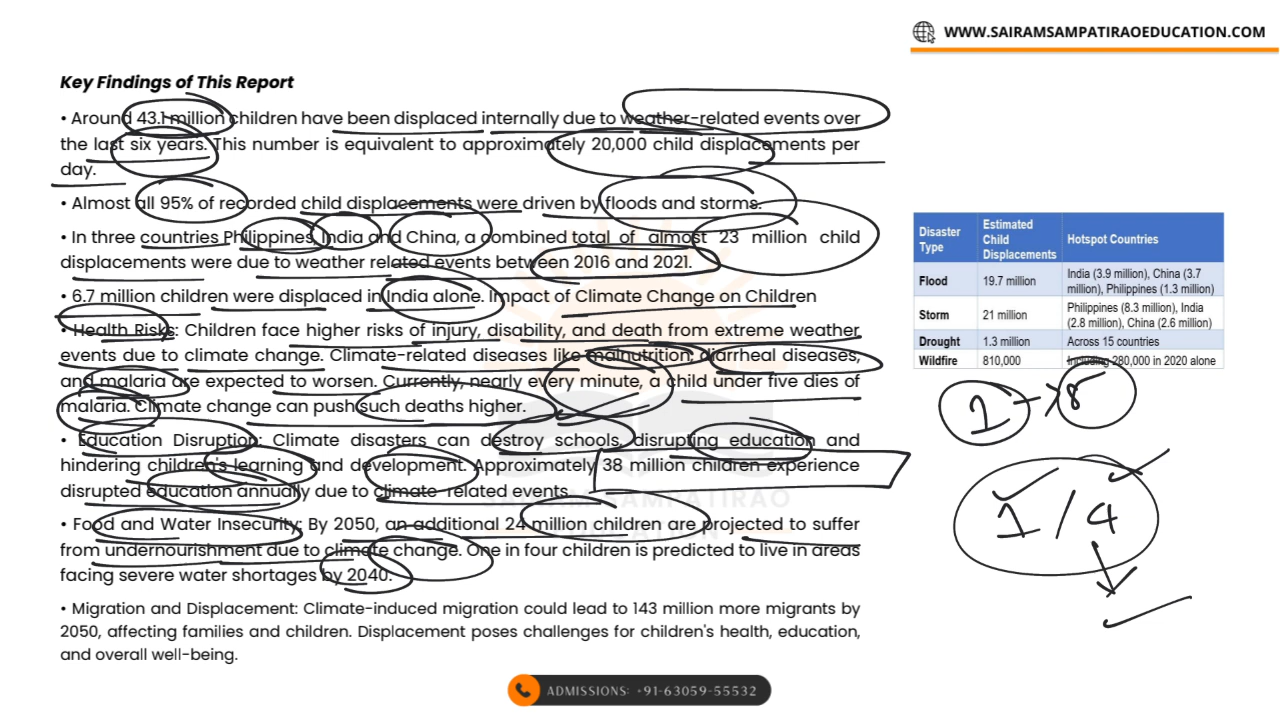 WWW.SAIRAMSAMPATIRAOEDUCATION.COM
Key Findings of This Report
• Around 43.1 million children have been displaced internally due to weather-related events over
the last six years. This number is equivalent to approximately 20,000 child displacements per
day.
• Almost all 95% of recorded child displacements were driven by floods and storms.
• In three countries Philippines, India and China, a combined total of almost 23 million child
displacements were due to weather related events between 2016 and 2021.
• 6.7 million children were displaced in India alone. Impact of Climate Change on Children
• Health Risks: Children face higher risks of injury, disability, and death from extreme weather
events due to climate change. Climate-related diseases like malnutrition, diarrheal diseases,
and malaria are expected to worsen. Currently, nearly every minute, a child under five dies of
malaria. Climate change can push such deaths higher.
• Education Disruption: Climate disasters can destroy schools, disrupting education and
hindering children's learning and development. Approximately 38 million children experience
disrupted education annually due to climate-related events.
• Food and Water Insecurity: By 2050, an additional 24 million children are projected to suffer
from undernourishment due to climate change. One in four children is predicted to live in areas
facing severe water shortages by 2040.
• Migration and Displacement: Climate-induced migration could lead to 143 million more migrants by
2050, affecting families and children. Displacement poses challenges for children's health, education,
and overall well-being.
Disaster Type Estimated Child Displacements Hotspot Countries
Flood 19.7 million India (3.9 million), China (3.7
million), Philippines (1.3 million)
Storm 21 million Philippines (8.3 million), India
(2.8 million), China (2.6 million)
Drought 1.3 million Across 15 countries
Wildfire 810,000 Including 280,000 in 2020 alone
1 → 8
1 / 4
SAIRAM SAMPATIRAO
EDUCATION
ADMISSIONS: +91-63059-55532